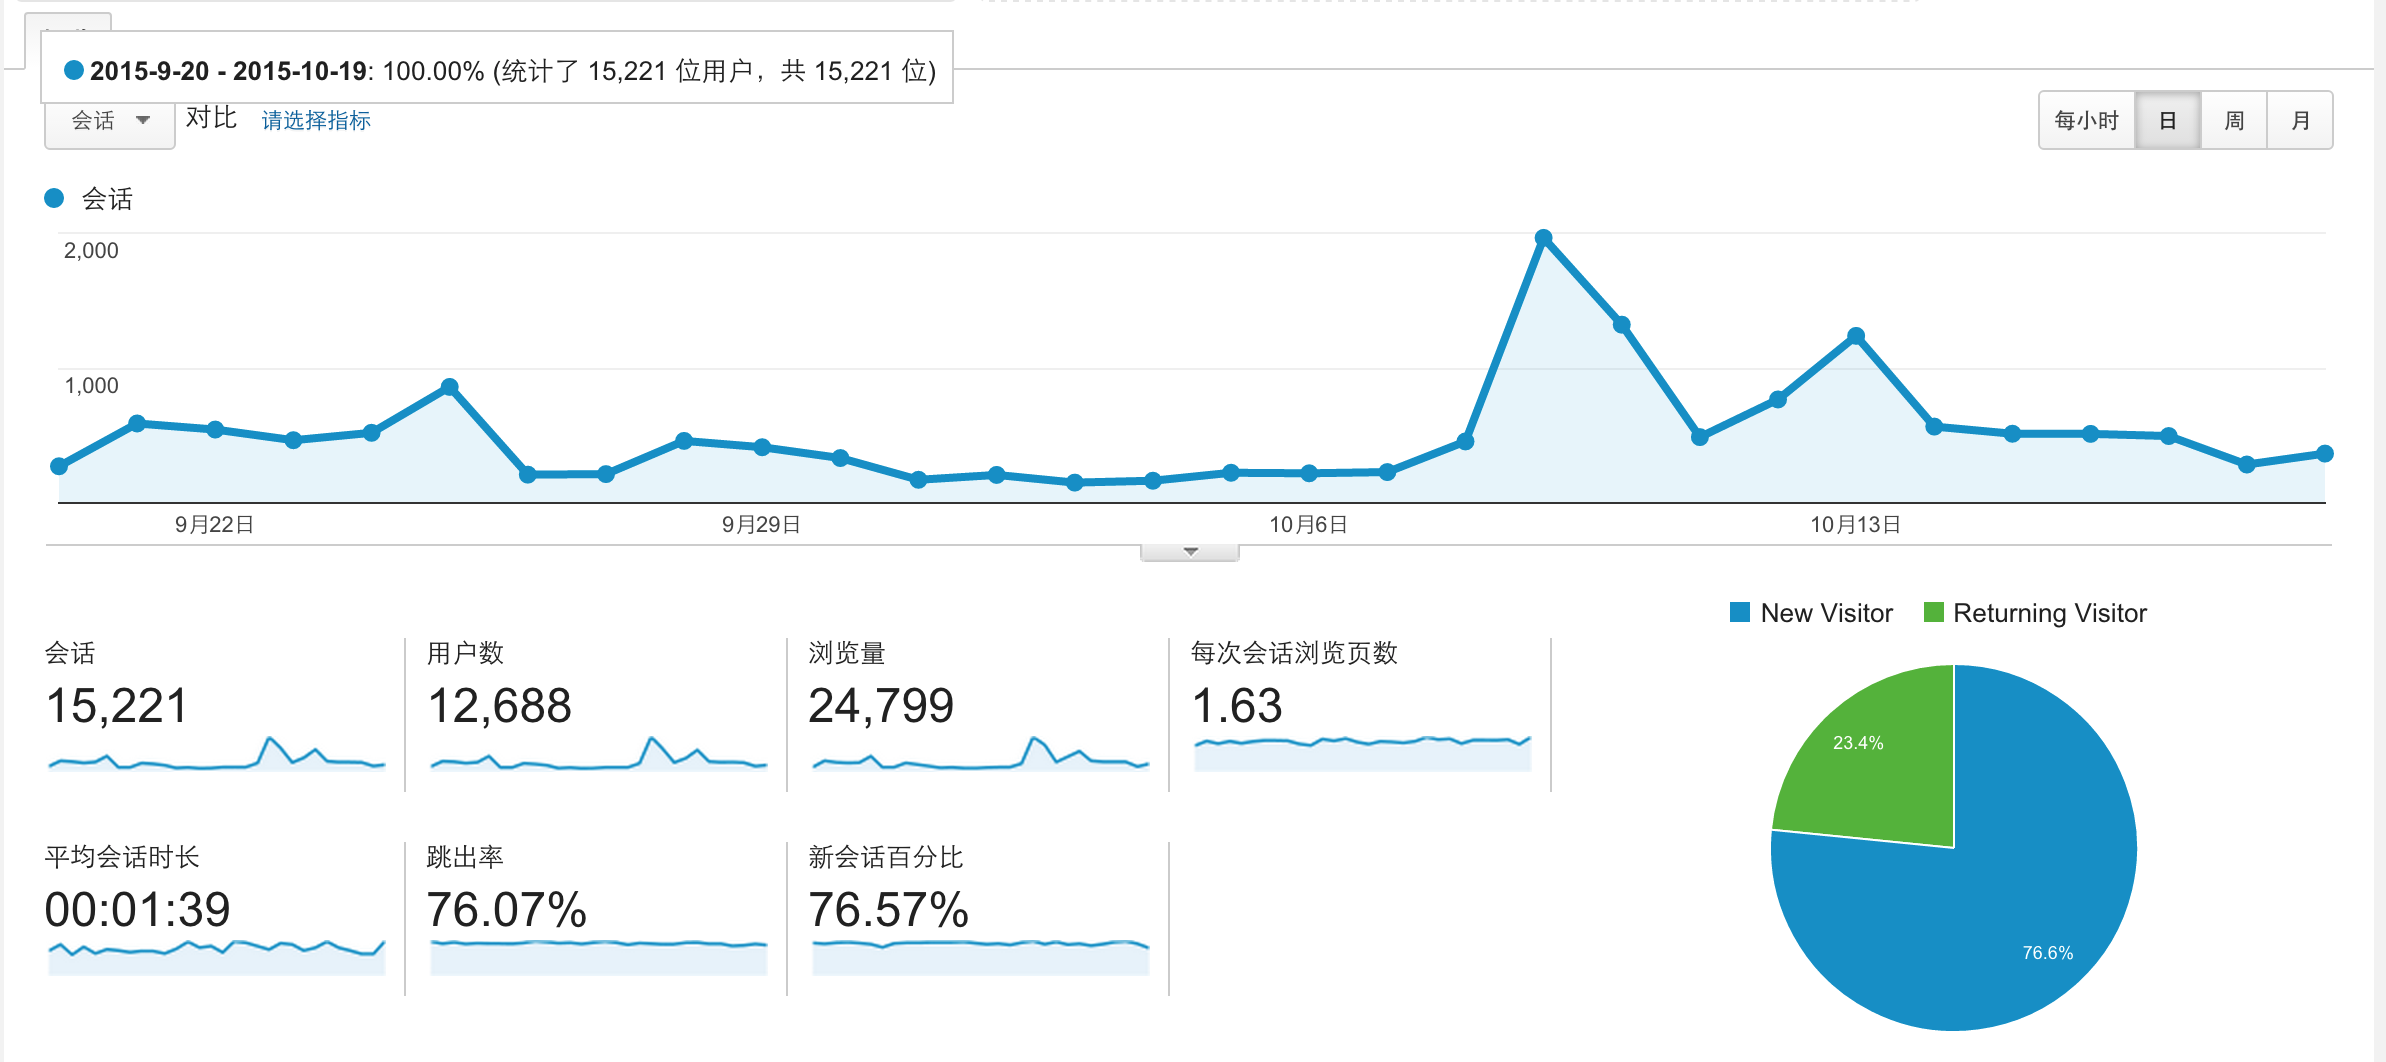 2015-9-20 - 2015-10-19: 100.00% (统计了 15,221 位用户，共 15,221 位)
会话 对比 请选择指标
每小时 日 周 月
会话
2,000
1,000
9月22日 9月29日 10月6日 10月13日
New Visitor Returning Visitor
会话 用户数 浏览量 每次会话浏览页数
15,221 12,688 24,799 1.63
23.4%
平均会话时长 跳出率 新会话百分比
00:01:39 76.07% 76.57%
76.6%